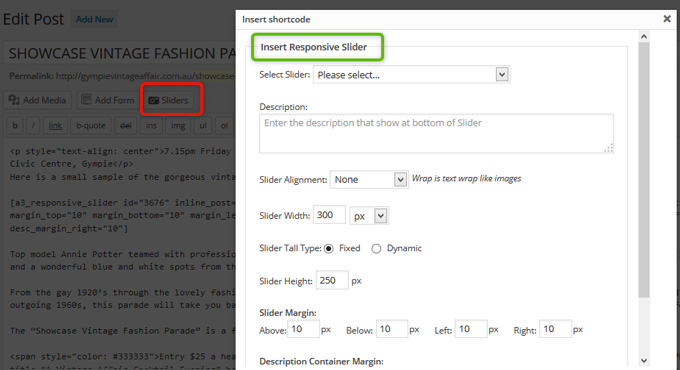 Edit Post Add New
SHOWCASE VINTAGE FASHION PA
Permalink: http://gympievintageaffair.com.au/showcase-
Add Media Add Form Sliders
b i link b-quote del ins img ul ol
<p style="text-align: center">7.15pm Friday
Civic Centre, Gympie</p>
Here is a small sample of the gorgeous vinta
[a3_responsive_slider id="3676" inline_post=
margin_top="10" margin_bottom="10" margin_le
desc_margin_right="10"]
Top model Annie Potter teamed with professio
and a wonderful blue and white spots from th
From the gay 1920's through the lovely fashi
outgoing 1960s, this parade will take you ba
The "Showcase Vintage Fashion Parade" is a f
<span style="color: #333333">Entry $25 a hea
Insert shortcode
Insert Responsive Slider
Select Slider: Please select...
Description:
Enter the description that show at bottom of Slider
Slider Alignment: None Wrap is text wrap like images
Slider Width: 300 px
Slider Tall Type: Fixed Dynamic
Slider Height: 250 px
Slider Margin:
Above: 10 px Below: 10 px Left: 10 px Right: 10 px
Description Container Margin: